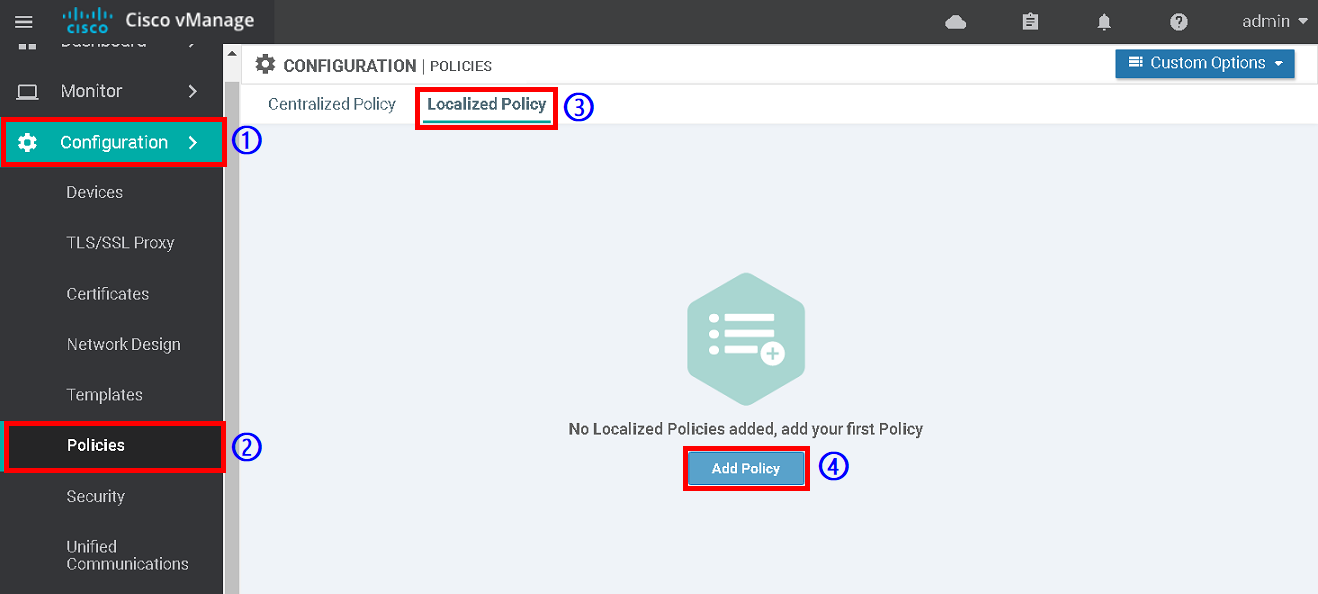 cisco Cisco vManage
admin
Dashboard
CONFIGURATION | POLICIES
Custom Options
Monitor
Centralized Policy
Localized Policy
③
Configuration
①
Devices
TLS/SSL Proxy
Certificates
Network Design
Templates
No Localized Policies added, add your first Policy
Policies
②
Add Policy
④
Security
Unified
Communications